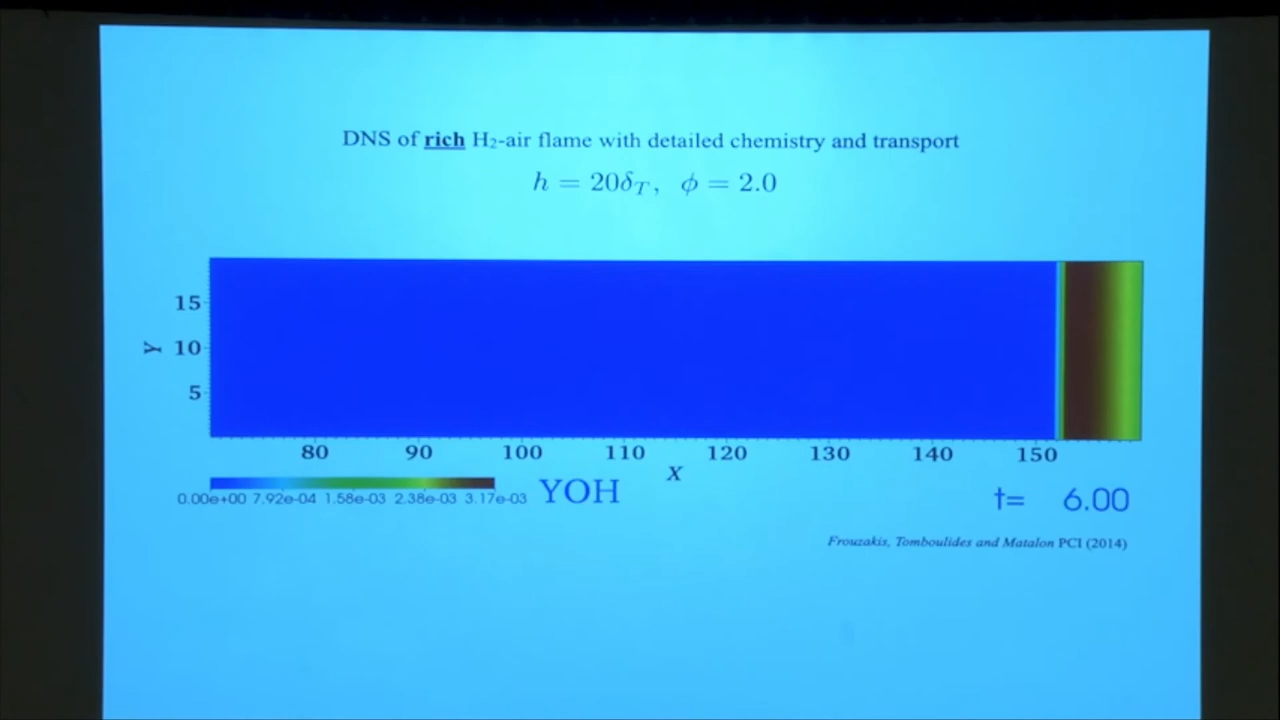 DNS of rich H₂-air flame with detailed chemistry and transport
h = 20δ_T, ϕ = 2.0
15
Y 10
5
80 90 100 110 120 130 140 150
X
0.00e+00 7.92e-04 1.58e-03 2.38e-03 3.17e-03 YOH
t= 6.00
Frouzakis, Tomboulides and Matalon PCI (2014)